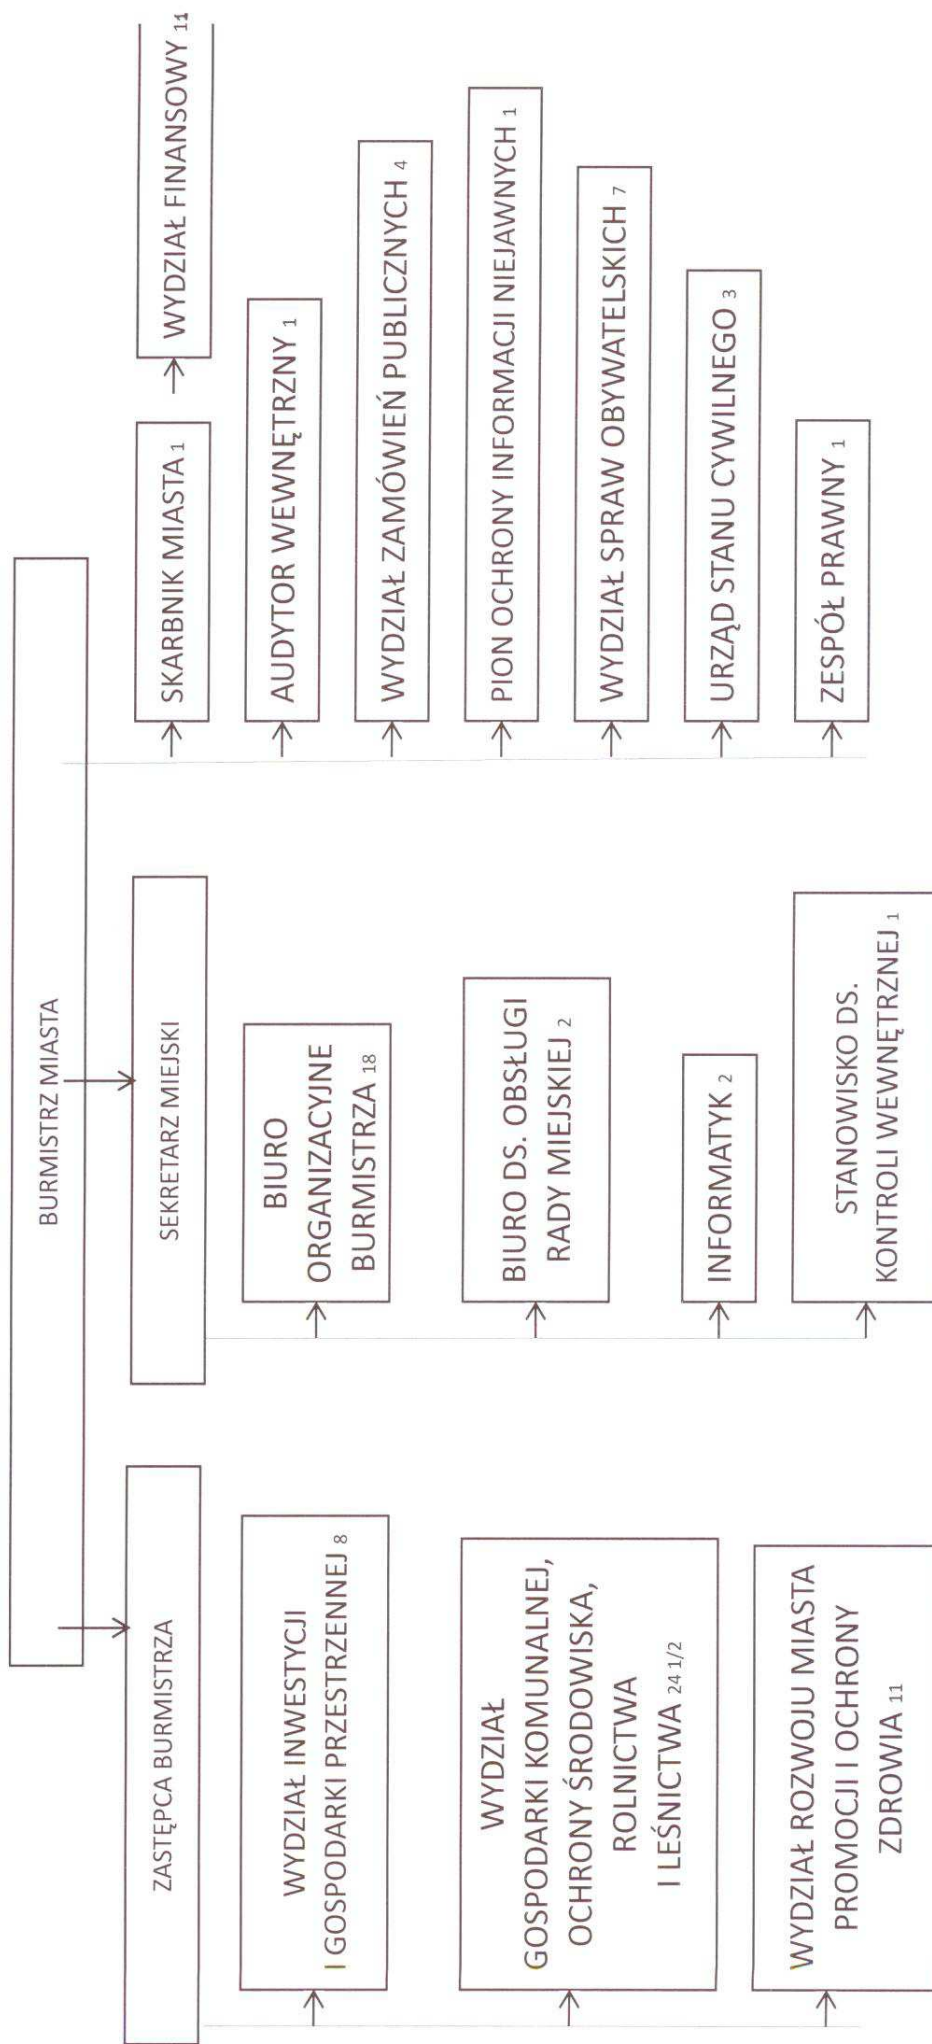 BURMISTRZ MIASTA
ZASTĘPCA BURMISTRZA
WYDZIAŁ INWESTYCJI
I GOSPODARKI PRZESTRZENNEJ 8
WYDZIAŁ
GOSPODARKI KOMUNALNEJ,
OCHRONY ŚRODOWISKA,
ROLNICTWA
I LEŚNICTWA 24 1/2
WYDZIAŁ ROZWOJU MIASTA
PROMOCJI I OCHRONY
ZDROWIA 11
SEKRETARZ MIEJSKI
BIURO
ORGANIZACYJNE
BURMISTRZA 18
BIURO DS. OBSŁUGI
RADY MIEJSKIEJ 2
INFORMATYK 2
STANOWISKO DS.
KONTROLI WEWNĘTRZNEJ 1
SKARBNIK MIASTA 1
WYDZIAŁ FINANSOWY 11
AUDYTOR WEWNĘTRZNY 1
WYDZIAŁ ZAMÓWIEŃ PUBLICZNYCH 4
PION OCHRONY INFORMACJI NIEJAWNYCH 1
WYDZIAŁ SPRAW OBYWATELSKICH 7
URZĄD STANU CYWILNEGO 3
ZESPÓŁ PRAWNY 1